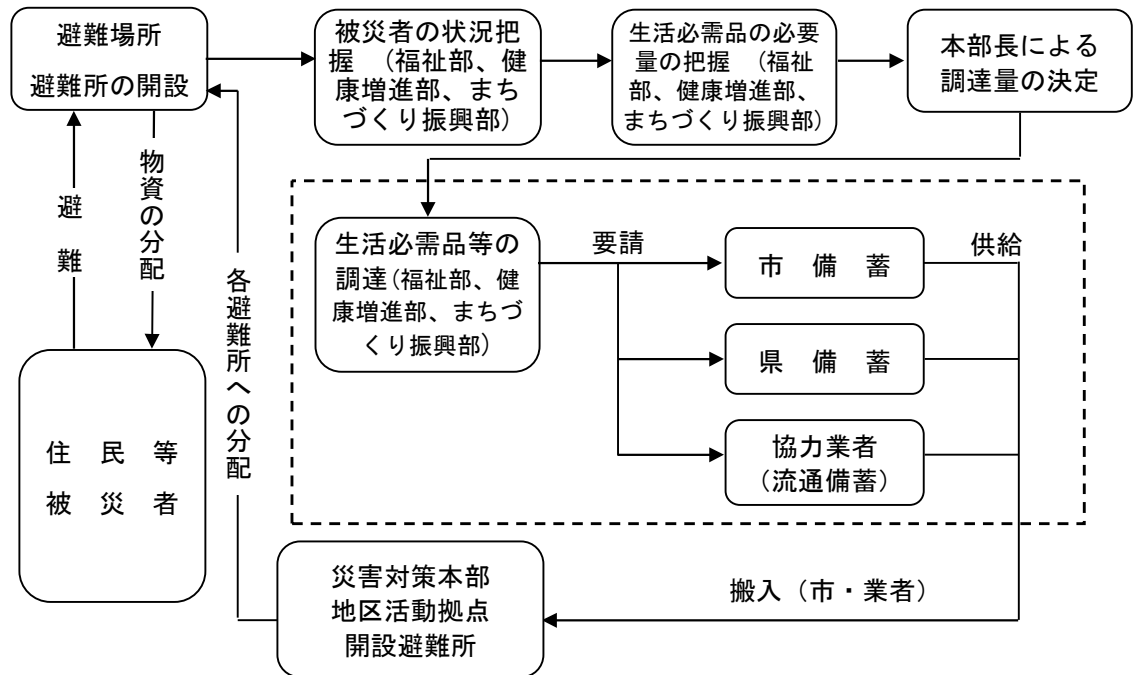 避難場所
避難所の開設
被災者の状況把
握 （福祉部、健
康増進部、まち
づくり振興部）
生活必需品の必要
量の把握 （福祉
部、健康増進部、
まちづくり振興部）
本部長による
調達量の決定
避難
物資の分配
各避難所への分配
生活必需品等の
調達(福祉部、健
康増進部、まちづ
くり振興部）
要請
市 備 蓄
供給
県 備 蓄
協力業者
（流通備蓄）
住 民 等
被 災 者
災害対策本部
地区活動拠点
開設避難所
搬入（市・業者）